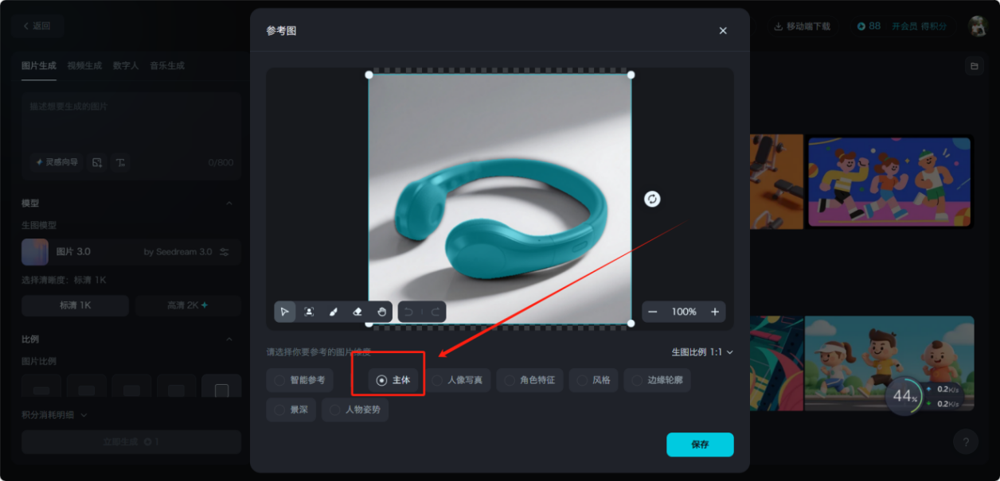 返回
参考图
移动端下载
88
开会员 得积分
图片生成 视频生成 数字人 音乐生成
描述想要生成的图片
灵感向导
0/800
模型
生图模型
图片 3.0
by Seedream 3.0
选择清晰度：标清 1K
标清 1K
高清 2K
比例
图片比例
积分消耗明细
立即生成 1
100%
请选择你要参考的图片维度
生图比例 1:1
智能参考
主体
人像写真
角色特征
风格
边缘轮廓
景深
人物姿势
保存
44%
0.2K/s
0.2K/s
?